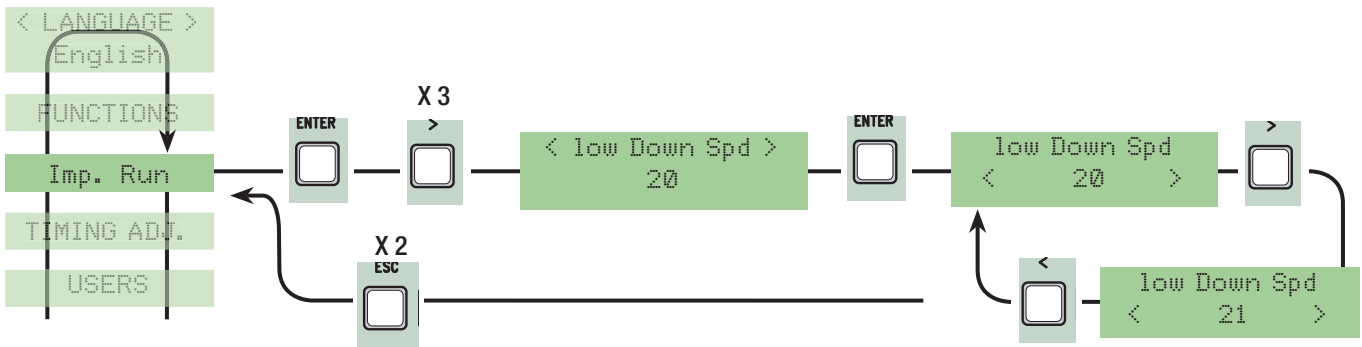 < LANGUAGE >
English
FUNCTIONS
Imp. Run
TIMING ADJ.
USERS
ENTER
X 3
>
< low Down Spd >
20
ENTER
low Down Spd
< 20 >
>
low Down Spd
< 21 >
<
X 2
ESC